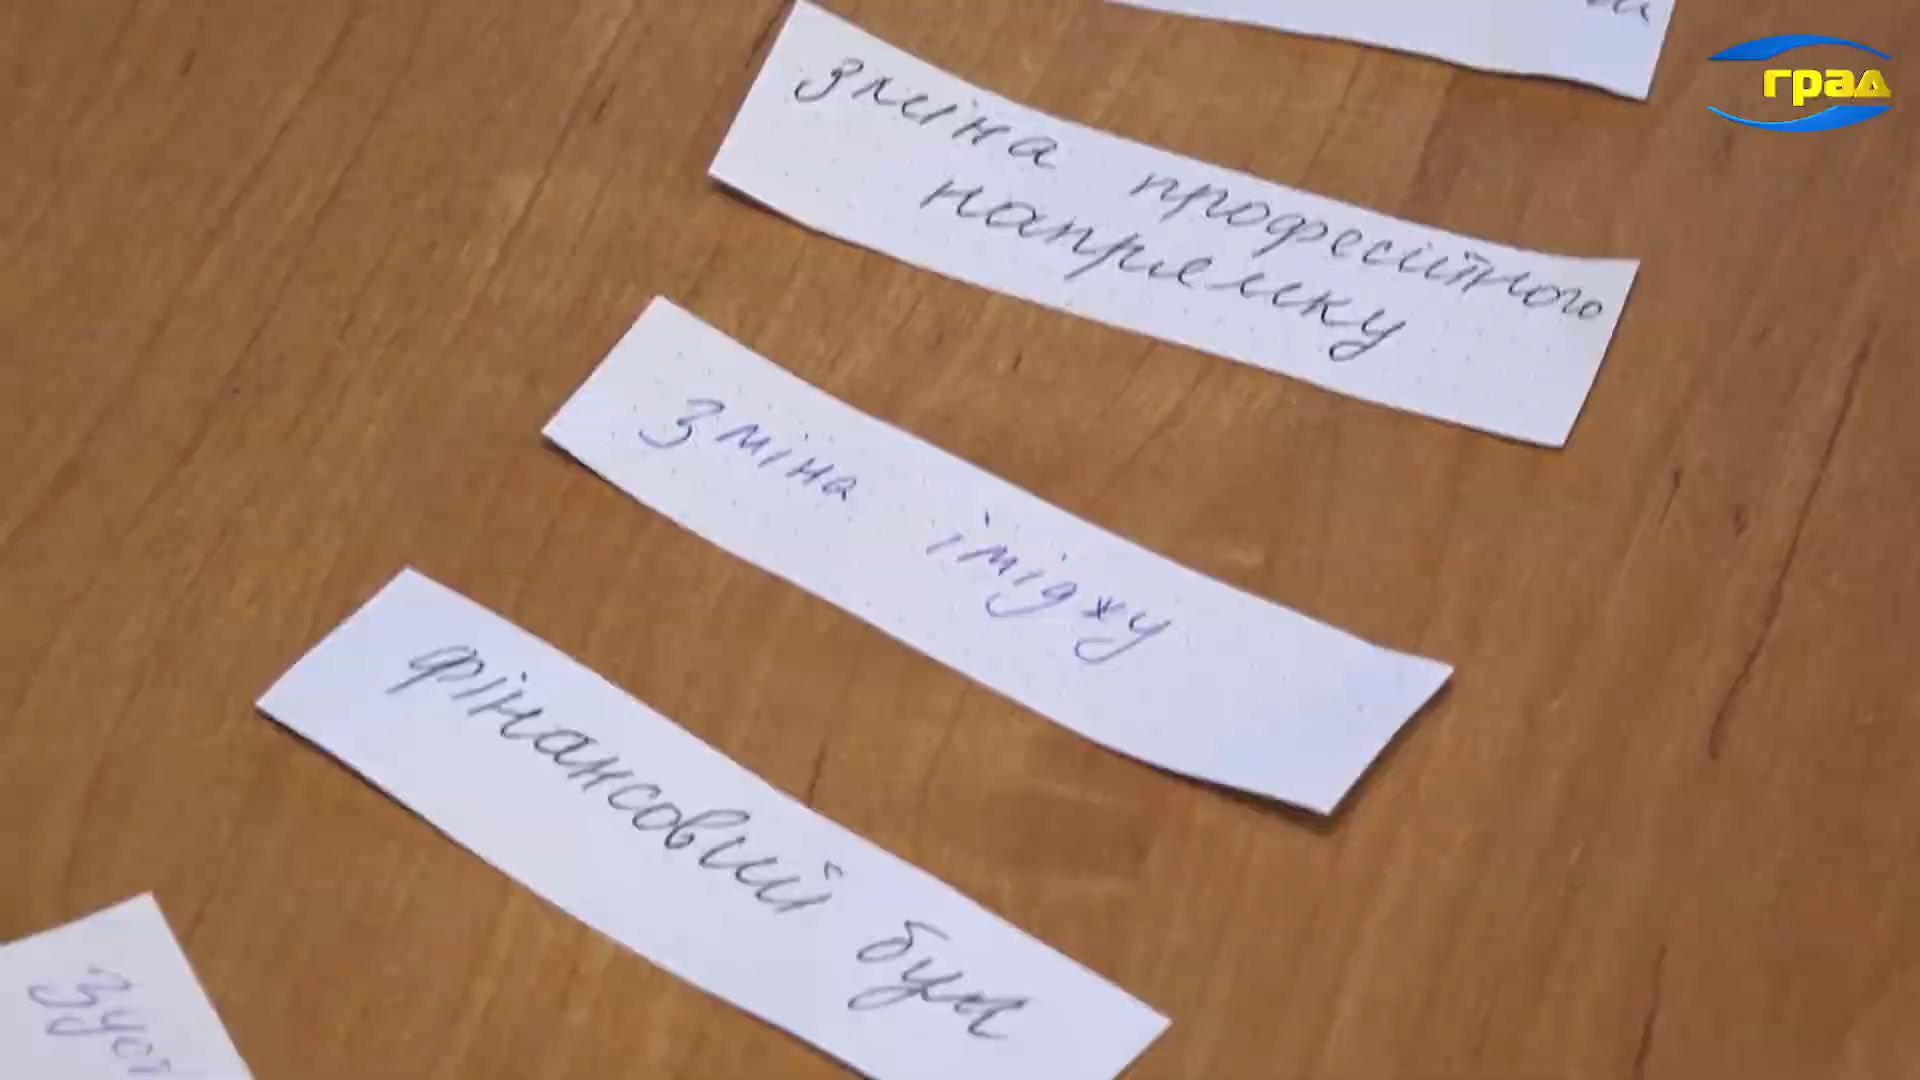 град
зміна професійного
напрямку
зміна іміджу
фінансовий бум